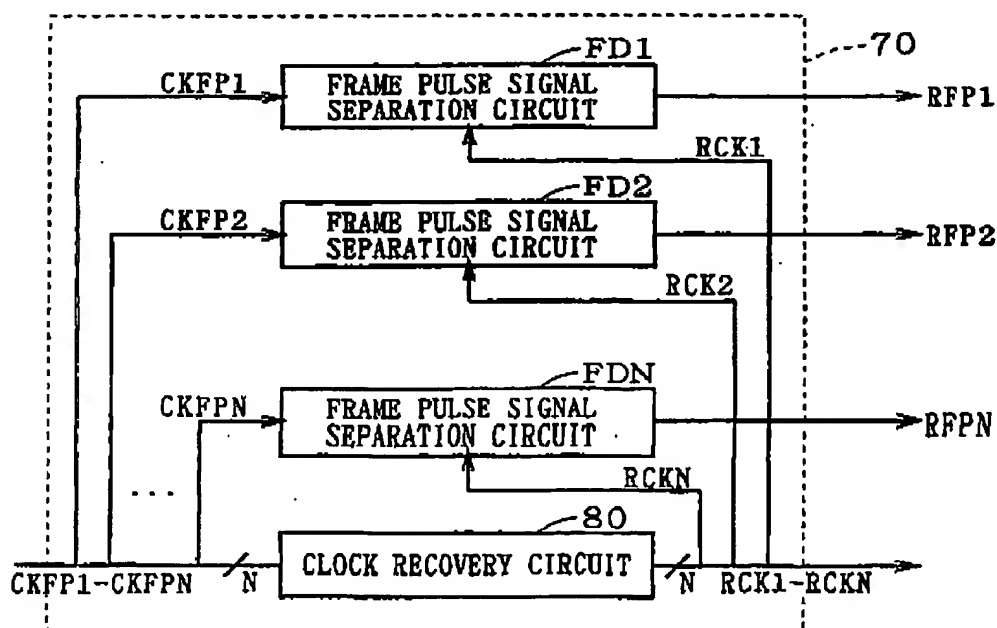 70
FD1
CKFP1
FRAME PULSE SIGNAL
SEPARATION CIRCUIT
RFP1
RCK1
FD2
CKFP2
FRAME PULSE SIGNAL
SEPARATION CIRCUIT
RFP2
RCK2
FDN
CKFPN
FRAME PULSE SIGNAL
SEPARATION CIRCUIT
RFPN
RCKN
...
80
CLOCK RECOVERY CIRCUIT
CKFP1-CKFPN
N
N
RCK1-RCKN